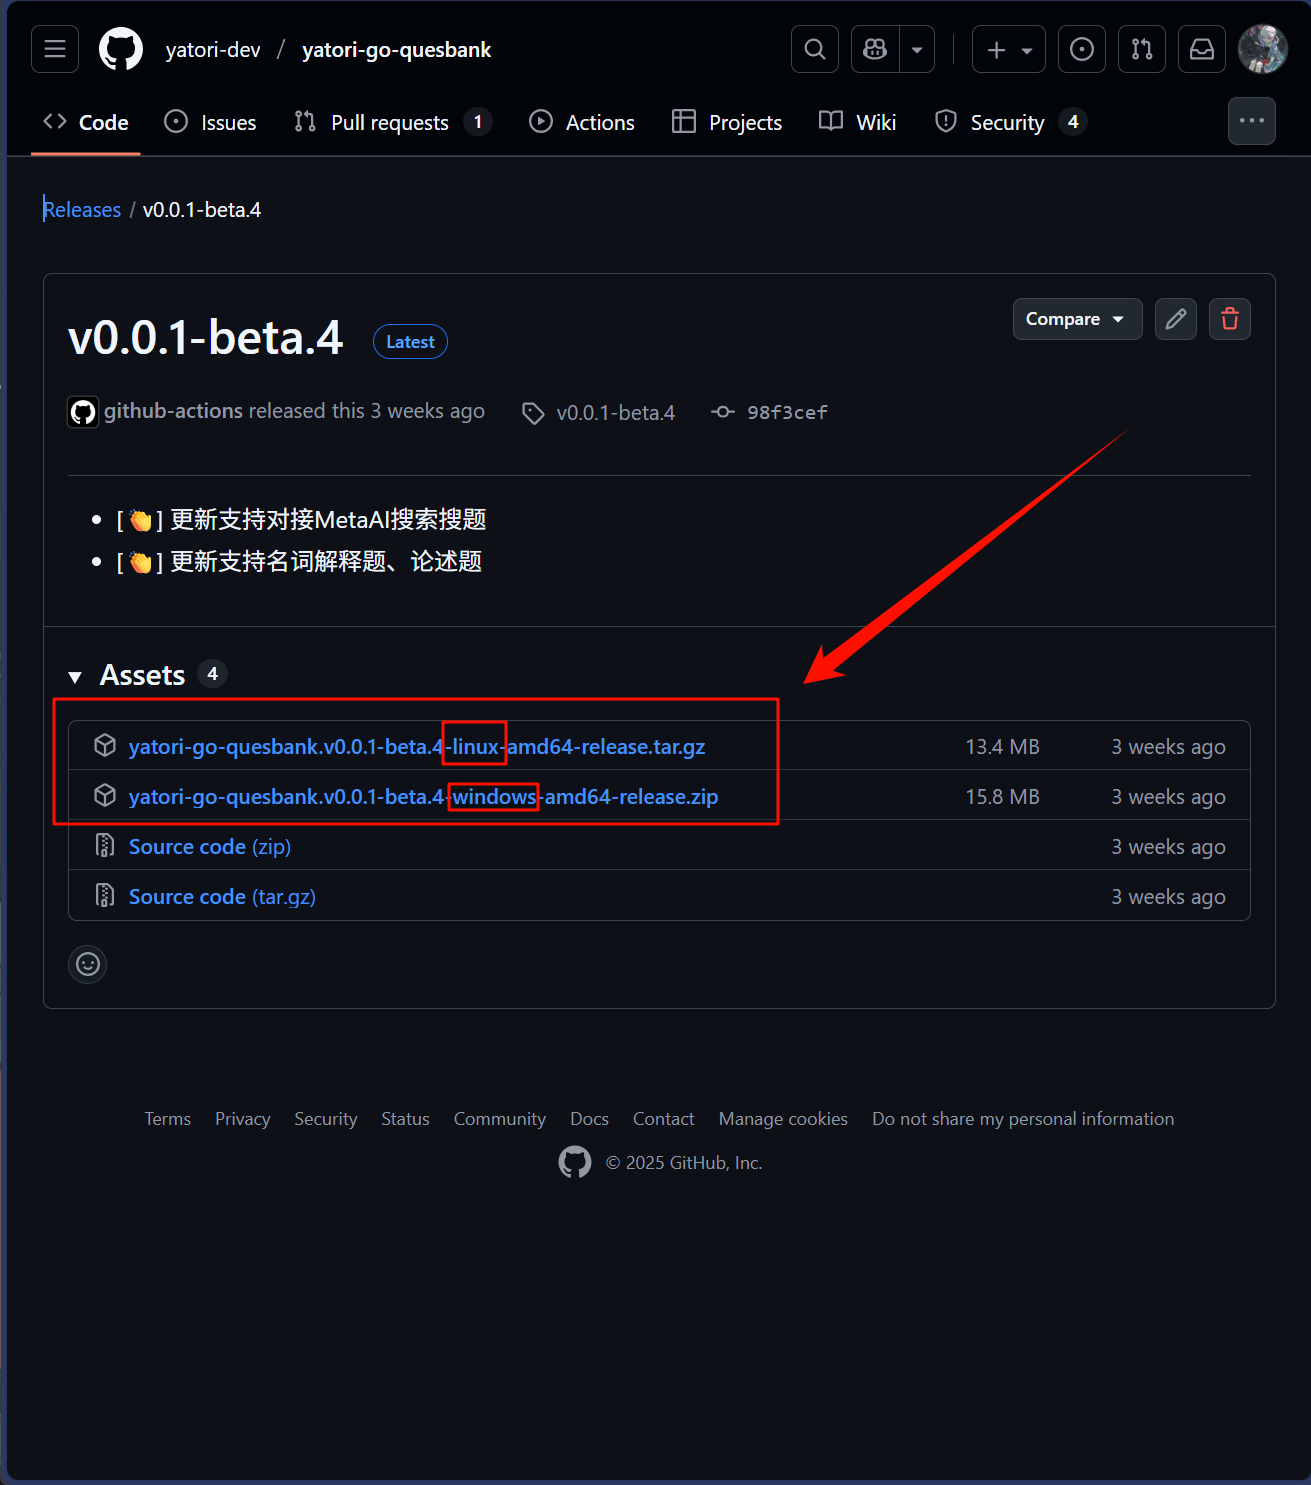 yatori-dev / yatori-go-quesbank
Code Issues Pull requests 1 Actions Projects Wiki Security 4
Releases / v0.0.1-beta.4
v0.0.1-beta.4 Latest Compare
github-actions released this 3 weeks ago v0.0.1-beta.4 98f3cef
[👏] 更新支持对接MetaAI搜索搜题
[👏] 更新支持名词解释题、论述题
Assets 4
yatori-go-quesbank.v0.0.1-beta.4-linux-amd64-release.tar.gz 13.4 MB 3 weeks ago
yatori-go-quesbank.v0.0.1-beta.4-windows-amd64-release.zip 15.8 MB 3 weeks ago
Source code (zip) 3 weeks ago
Source code (tar.gz) 3 weeks ago
Terms Privacy Security Status Community Docs Contact Manage cookies Do not share my personal information
© 2025 GitHub, Inc.